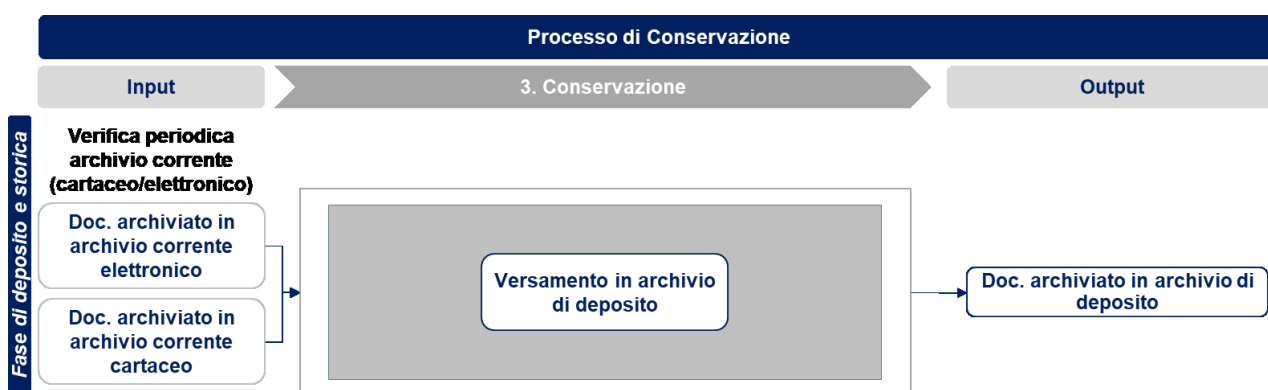 Processo di Conservazione
Input
3. Conservazione
Output
Fase di deposito e storica
Verifica periodica
archivio corrente
(cartaceo/elettronico)
Doc. archiviato in
archivio corrente
elettronico
Doc. archiviato in
archivio corrente
cartaceo
Versamento in archivio
di deposito
Doc. archiviato in archivio di
deposito